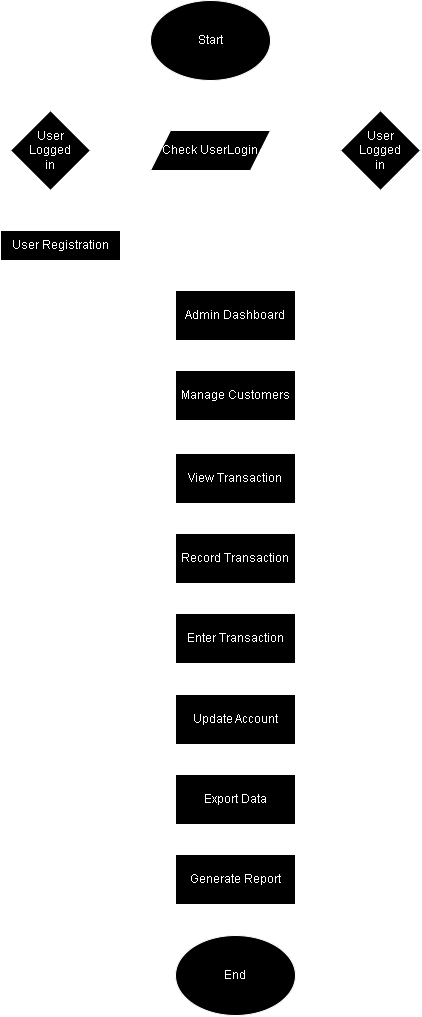 Start
User
Logged
in
Check UserLogin
User
Logged
in
User Registration
Admin Dashboard
Manage Customers
View Transaction
Record Transaction
Enter Transaction
Update Account
Export Data
Generate Report
End